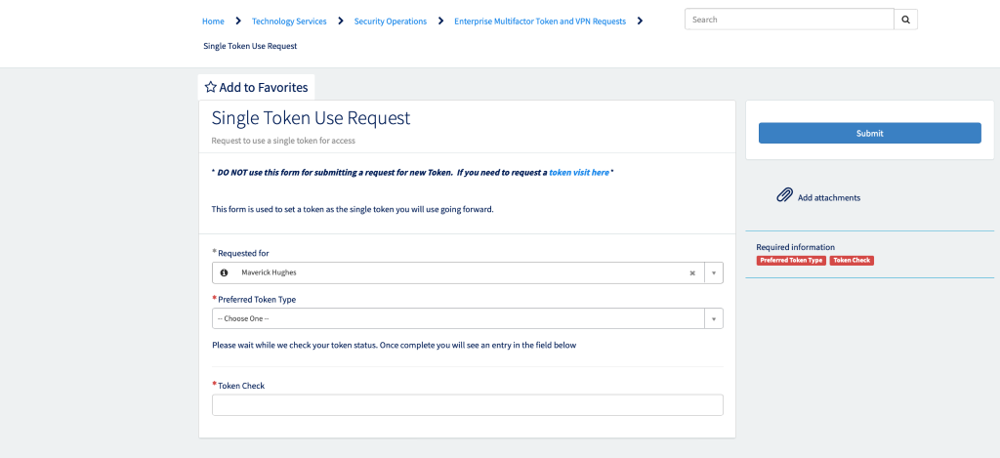 Home
Technology Services
Security Operations
Enterprise Multifactor Token and VPN Requests
Single Token Use Request
Search
Add to Favorites
Single Token Use Request
Request to use a single token for access
* DO NOT use this form for submitting a request for new Token. If you need to request a token visit here *
This form is used to set a token as the single token you will use going forward.
* Requested for
Maverick Hughes
* Preferred Token Type
-- Choose One --
Please wait while we check your token status. Once complete you will see an entry in the field below
* Token Check
Submit
Add attachments
Required information
Preferred Token Type Token Check